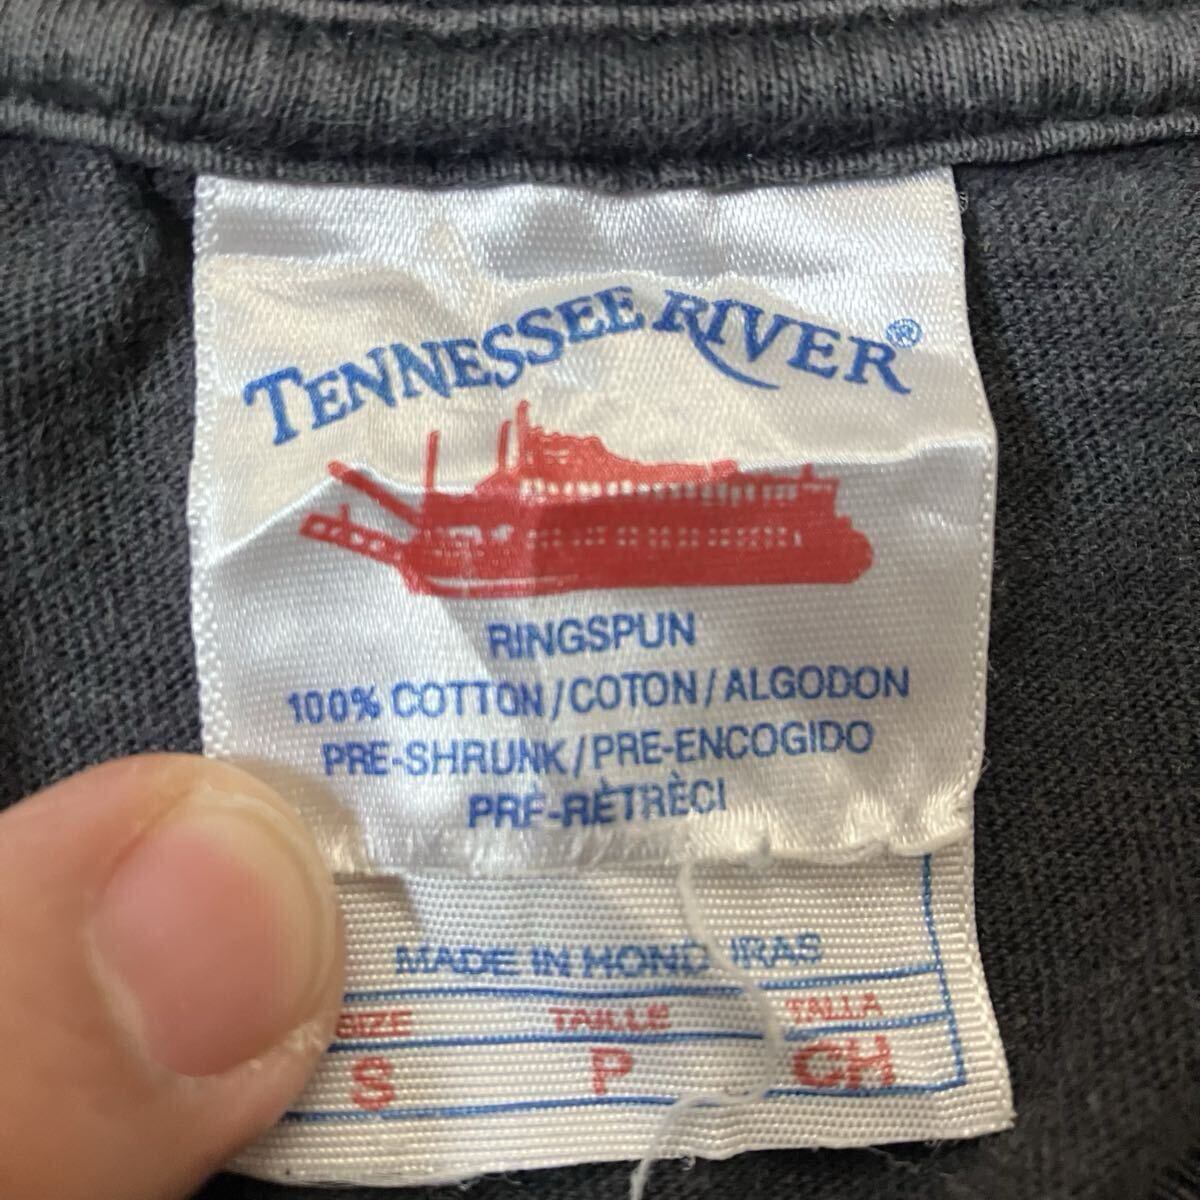 TENNESSEE RIVER®
RINGSPUN
100% COTTON/COTON/ALGODON
PRE-SHRUNK/PRE-ENCOGIDO
PRÉ-RÈTRÈCI
MADE IN HONDURAS
SIZE TAILLE TALLA
S P CH